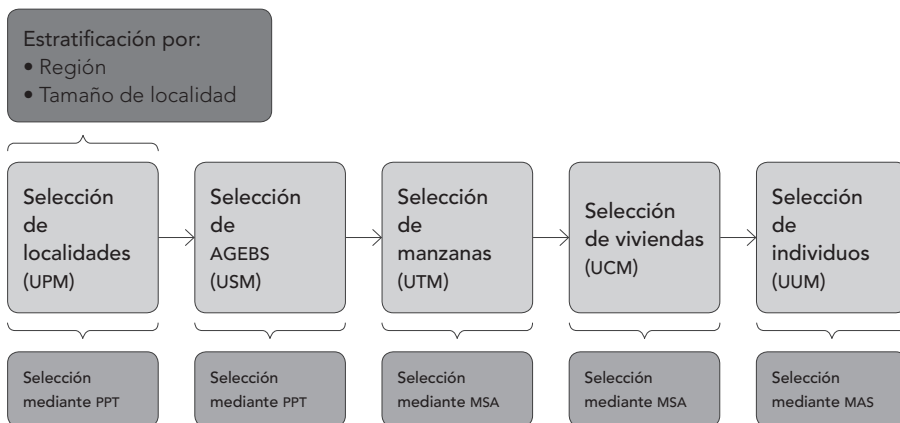 Estratificación por:
• Región
• Tamaño de localidad
Selección
de
localidades
(UPM)
Selección
de
AGEBS
(USM)
Selección
de
manzanas
(UTM)
Selección
de viviendas
(UCM)
Selección
de
individuos
(UUM)
Selección
mediante PPT
Selección
mediante PPT
Selección
mediante MSA
Selección
mediante MSA
Selección
mediante MAS